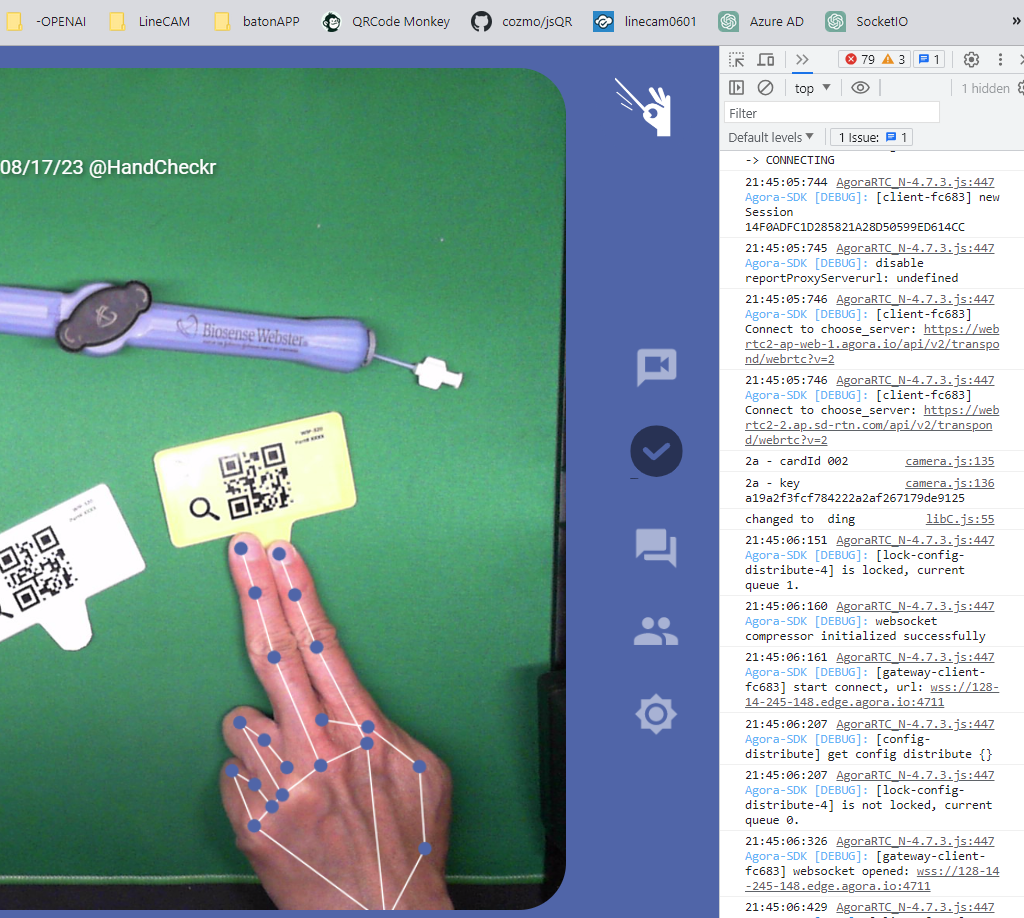 -OPENAI
LineCAM
batonAPP
QRCode Monkey
cozmo/jsQR
linecam0601
Azure AD
SocketIO
»
79
3
1
top
1 hidden
Filter
Default levels
1 Issue:
1
08/17/23 @HandCheckr
Biosense Webster
WIP-520
Part# XXXX
-> CONNECTING
21:45:05:744 AgoraRTC_N-4.7.3.js:447
Agora-SDK [DEBUG]: [client-fc683] new
Session
14F0ADFC1D285821A28D50599ED614CC
21:45:05:745 AgoraRTC_N-4.7.3.js:447
Agora-SDK [DEBUG]: disable
reportProxyServerurl: undefined
21:45:05:746 AgoraRTC_N-4.7.3.js:447
Agora-SDK [DEBUG]: [client-fc683]
Connect to choose_server: https://web
rtc2-ap-web-1.agora.io/api/v2/transpo
nd/webrtc?v=2
21:45:05:746 AgoraRTC_N-4.7.3.js:447
Agora-SDK [DEBUG]: [client-fc683]
Connect to choose_server: https://web
rtc2-2.ap.sd-rtn.com/api/v2/transpon
d/webrtc?v=2
2a - cardId 002 camera.js:135
2a - key camera.js:136
a19a2f3fcf784222a2af267179de9125
changed to ding libC.js:55
21:45:06:151 AgoraRTC_N-4.7.3.js:447
Agora-SDK [DEBUG]: [lock-config-
distribute-4] is locked, current
queue 1.
21:45:06:160 AgoraRTC_N-4.7.3.js:447
Agora-SDK [DEBUG]: websocket
compressor initialized successfully
21:45:06:161 AgoraRTC_N-4.7.3.js:447
Agora-SDK [DEBUG]: [gateway-client-
fc683] start connect, url: wss://128-
14-245-148.edge.agora.io:4711
21:45:06:207 AgoraRTC_N-4.7.3.js:447
Agora-SDK [DEBUG]: [config-
distribute] get config distribute {}
21:45:06:207 AgoraRTC_N-4.7.3.js:447
Agora-SDK [DEBUG]: [lock-config-
distribute-4] is not locked, current
queue 0.
21:45:06:326 AgoraRTC_N-4.7.3.js:447
Agora-SDK [DEBUG]: [gateway-client-
fc683] websocket opened: wss://128-14
-245-148.edge.agora.io:4711
21:45:06:429 AgoraRTC_N-4.7.3.js:447